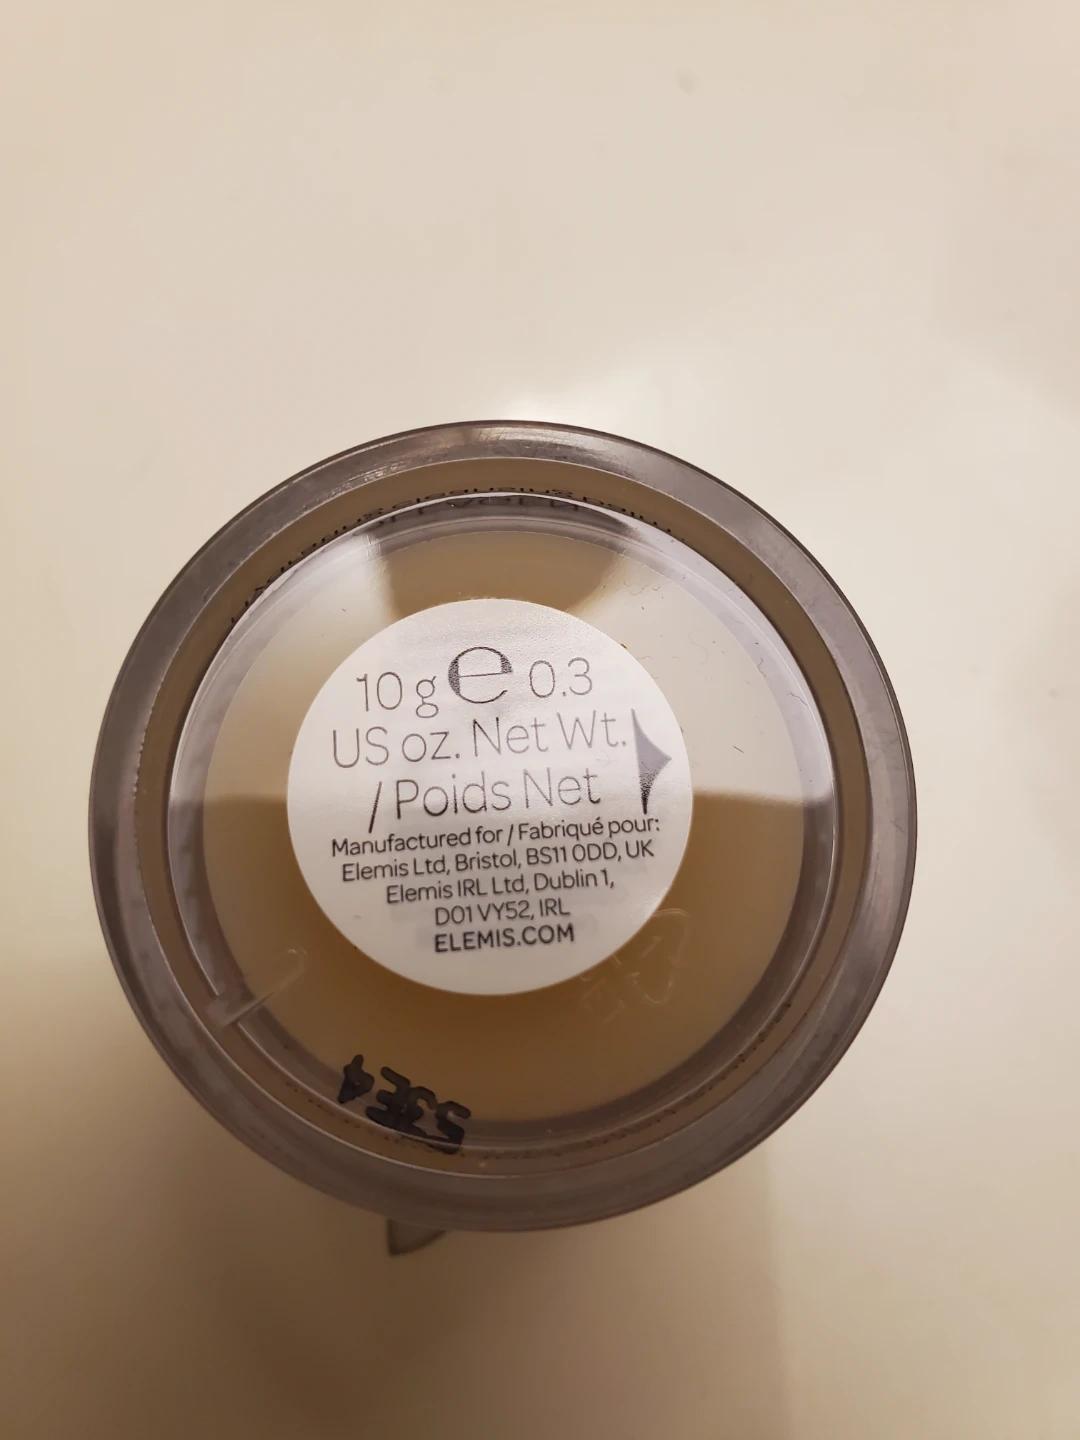 10 g e 0.3
US oz. Net Wt.
/ Poids Net
Manufactured for / Fabriqué pour:
Elemis Ltd, Bristol, BS11 0DD, UK
Elemis IRL Ltd, Dublin 1,
D01 VY52, IRL
ELEMIS.COM
53E4